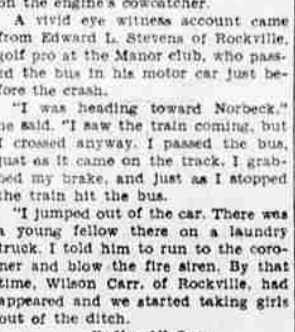 on the engine's cowcatcher.
A vivid eye witness account came
from Edward L. Stevens of Rockville,
golf pro at the Manor club, who pass-
ed the bus in his motor car just be-
fore the crash.
"I was heading toward Norbeck,"
he said. "I saw the train coming, but
I crossed anyway. I passed the bus,
just as it came on the track. I grab-
bed my brake, and just as I stopped
the train hit the bus.
"I jumped out of the car. There was
a young fellow there on a laundry
truck. I told him to run to the coro-
ner and blow the fire siren. By that
time, Wilson Carr, of Rockville, had
appeared and we started taking girls
out of the ditch.